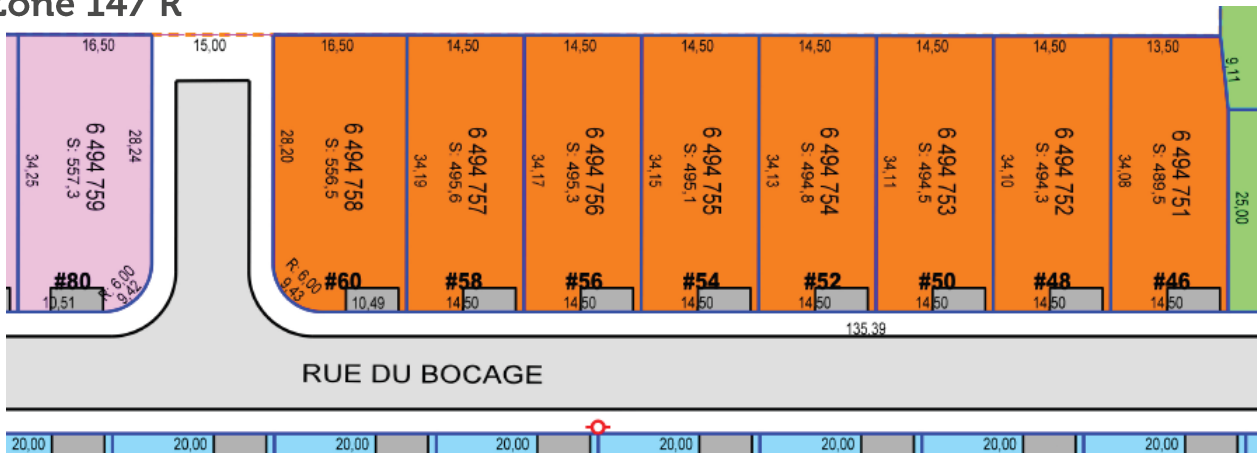 Zone 147 R
16,50
15,00
16,50
14,50
14,50
14,50
14,50
14,50
14,50
13,50
9,11
34,25
6 494 759
S: 557,3
28,24
28,20
6 494 758
S: 556,5
34,19
6 494 757
S: 495,6
34,17
6 494 756
S: 495,3
34,15
6 494 755
S: 495,1
34,13
6 494 754
S: 494,8
34,11
6 494 753
S: 494,5
34,10
6 494 752
S: 494,3
34,08
6 494 751
S: 489,5
25,00
#80
R: 6,00
9,42
10,51
R: 6,00
9,43
#60
10,49
#58
14,50
#56
14,50
#54
14,50
#52
14,50
#50
14,50
#48
14,50
#46
14,50
135.39
RUE DU BOCAGE
20,00
20,00
20,00
20,00
20,00
20,00
20,00
20,00